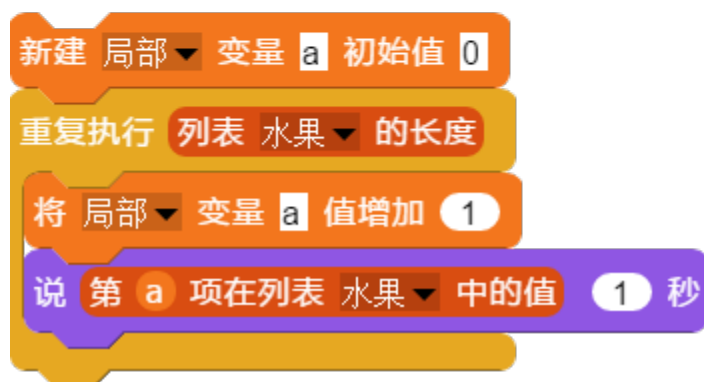 新建 局部 变量 a 初始值 0
重复执行 列表 水果 的长度
将 局部 变量 a 值增加 1
说 第 a 项在列表 水果 中的值 1 秒